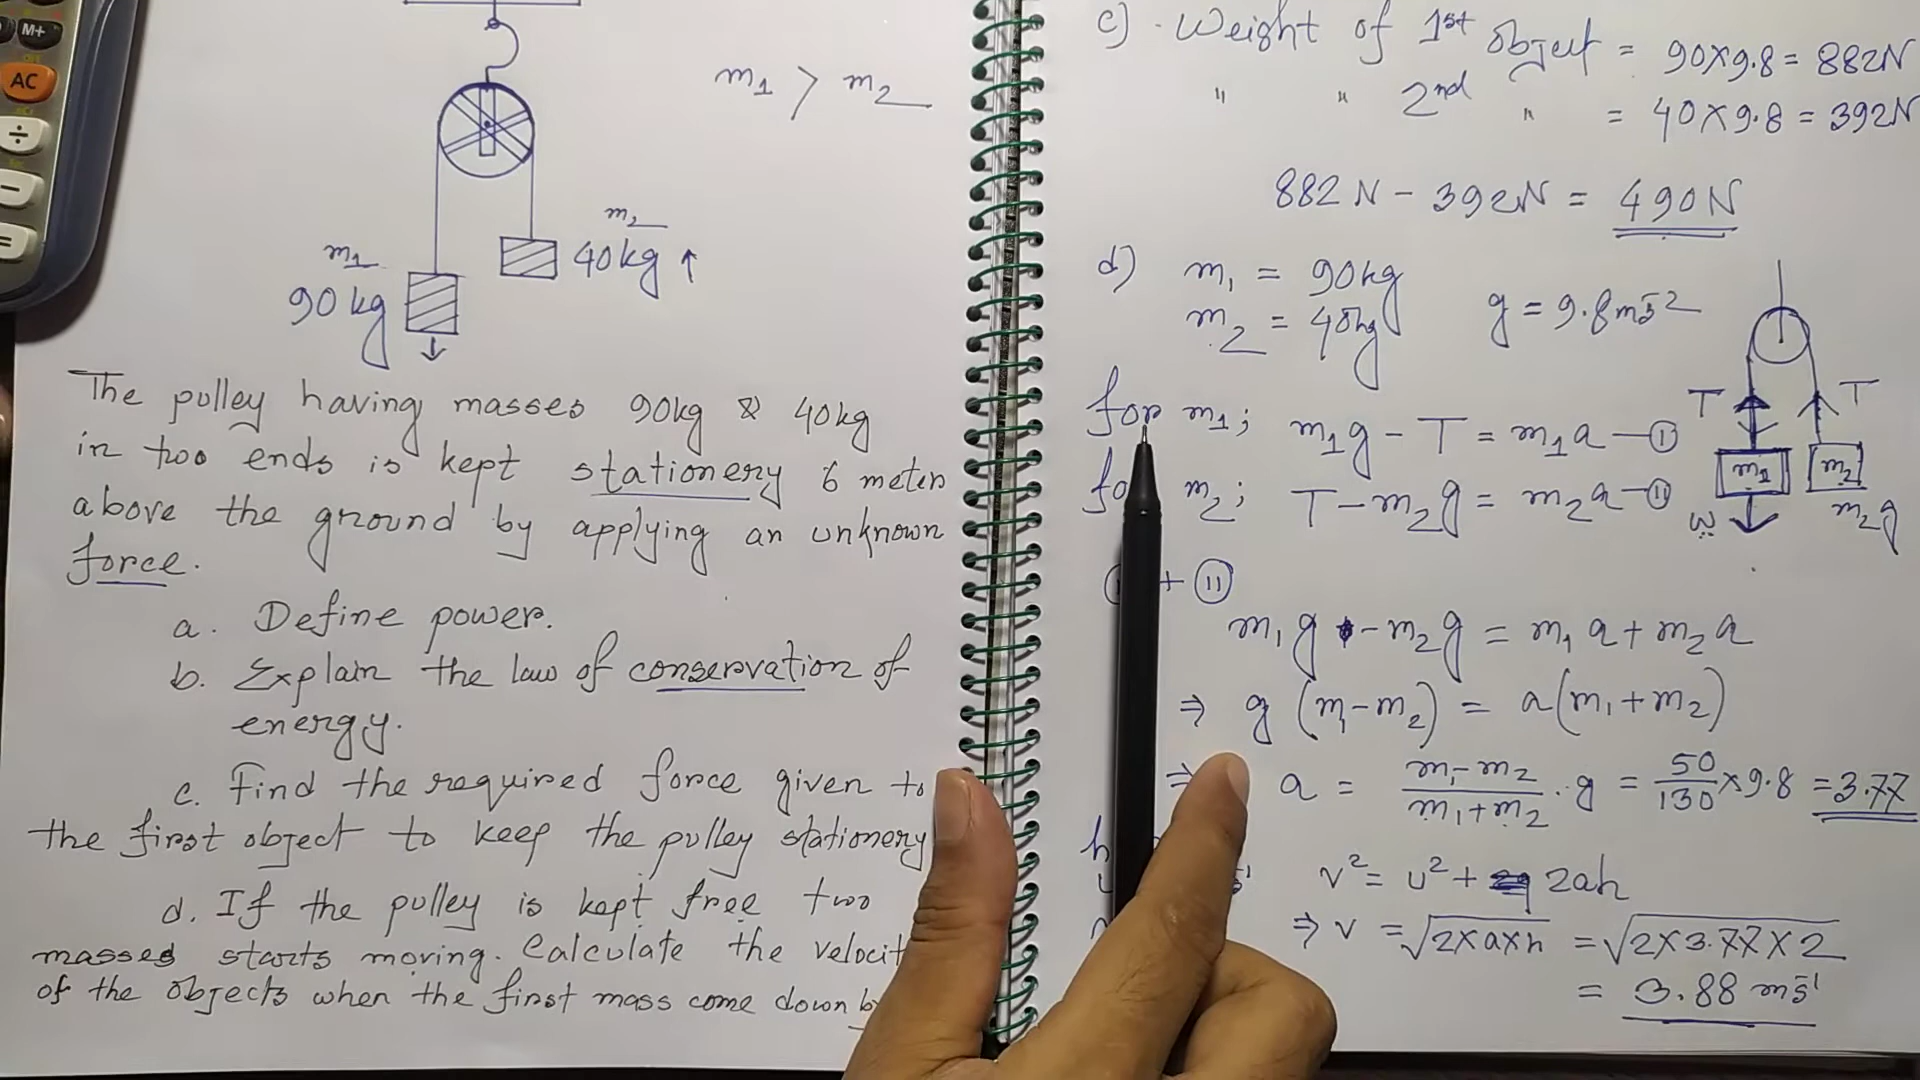 M+
AC
÷
−
=
m1 > m2
m2
40kg ↑
m1
90 kg
The pulley having masses 90kg & 40kg
in two ends is kept stationery 6 meter
above the ground by applying an unknown
force.
a. Define power.
b. Explain the law of conservation of
energy.
c. Find the required force given to
the first object to keep the pulley stationery
d. If the pulley is kept free two
masses starts moving. Calculate the
of the objects when the first mass come down
c) Weight of 1st object = 90×9.8 = 882N
" " 2nd " = 40×9.8 = 392N
882 N - 392N = 490N
d) m1 = 90kg
m2 = 40kg g = 9.8ms⁻²
T T
m1 m2
m2g
for m1; m1g - T = m1a — (i)
m2; T - m2g = m2a — (ii)
+ (ii)
m1g - m2g = m1a + m2a
⇒ g (m1-m2) = a(m1+m2)
⇒ a = (m1-m2)/(m1+m2) . g = 50/130 × 9.8 = 3.77
v² = u² + 2ah
⇒ v = √(2×a×h) = √(2×3.77×2)
= 3.88 ms⁻¹